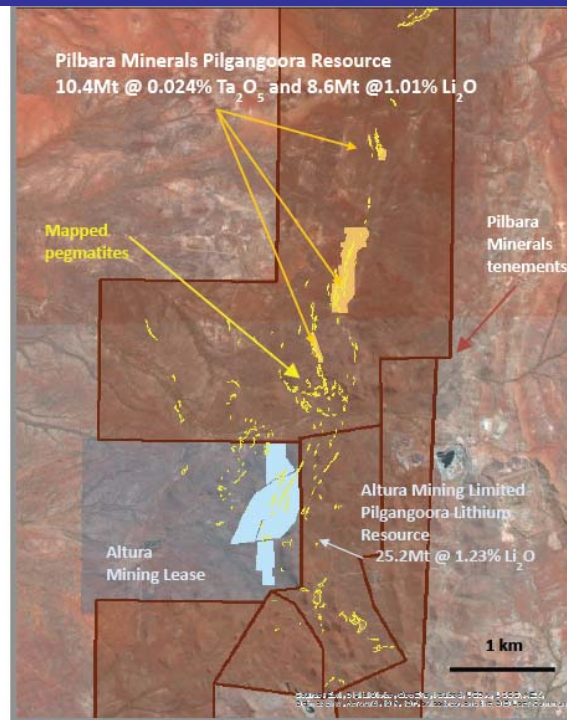 Pilbara Minerals Pilgangoora Resource
10.4Mt @ 0.024% Ta₂O₅ and 8.6Mt @1.01% Li₂O
Mapped
pegmatites
Pilbara
Minerals
tenements
Altura Mining Limited
Pilgangoora Lithium
Resource
25.2Mt @ 1.23% Li₂O
Altura
Mining Lease
1 km